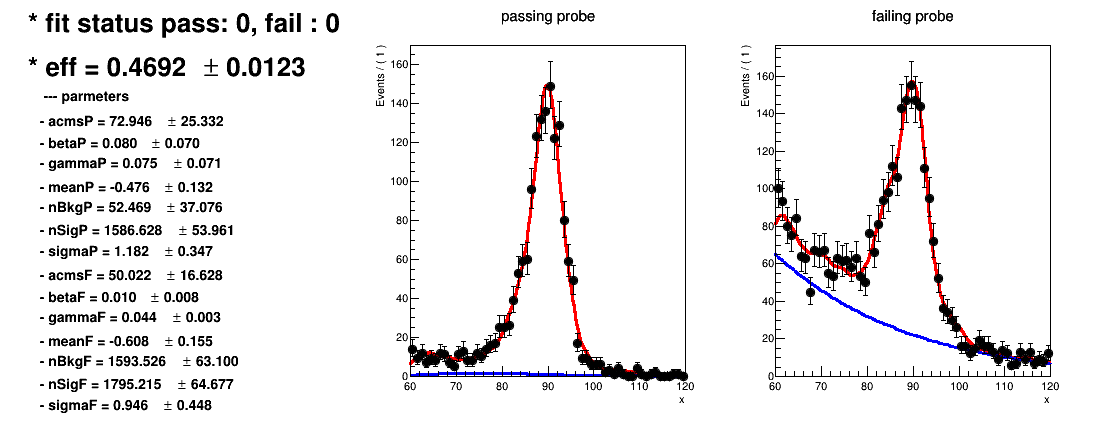 * fit status pass: 0, fail : 0
* eff = 0.4692 ± 0.0123
--- parmeters
- acmsP = 72.946 ± 25.332
- betaP = 0.080 ± 0.070
- gammaP = 0.075 ± 0.071
- meanP = -0.476 ± 0.132
- nBkgP = 52.469 ± 37.076
- nSigP = 1586.628 ± 53.961
- sigmaP = 1.182 ± 0.347
- acmsF = 50.022 ± 16.628
- betaF = 0.010 ± 0.008
- gammaF = 0.044 ± 0.003
- meanF = -0.608 ± 0.155
- nBkgF = 1593.526 ± 63.100
- nSigF = 1795.215 ± 64.677
- sigmaF = 0.946 ± 0.448
passing probe
Events / ( 1 )
160
140
120
100
80
60
40
20
0
60 70 80 90 100 110 120
x
failing probe
Events / ( 1 )
160
140
120
100
80
60
40
20
0
60 70 80 90 100 110 120
x